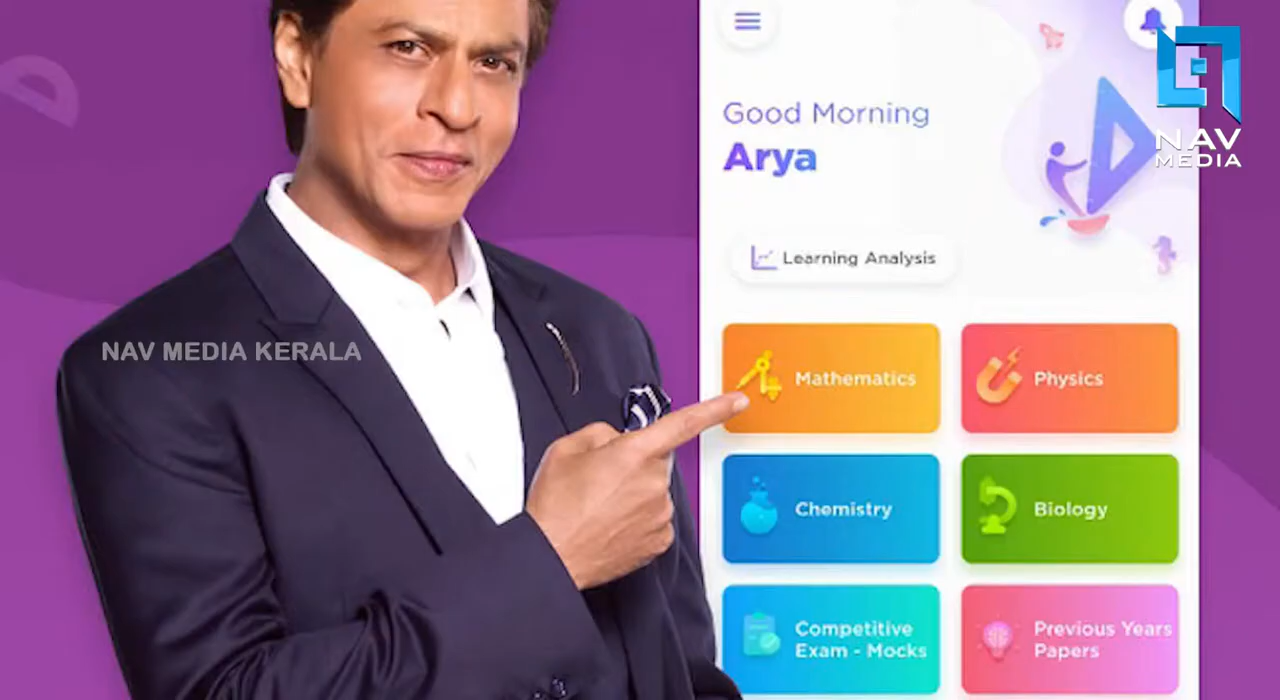 Good Morning
Arya
NAV
MEDIA
Learning Analysis
NAV MEDIA KERALA
Mathematics
Physics
Chemistry
Biology
Competitive
Exam - Mocks
Previous Years
Papers